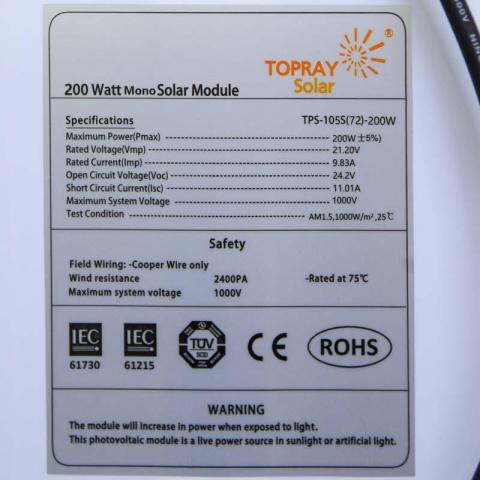 TOPRAY ®
Solar
200 Watt Mono Solar Module
Specifications TPS-105S(72)-200W
Maximum Power(Pmax) 200W ±5%)
Rated Voltage(Vmp) 21.20V
Rated Current(Imp) 9.83A
Open Circuit Voltage(Voc) 24.2V
Short Circuit Current(Isc) 11.01A
Maximum System Voltage 1000V
Test Condition AM1.5,1000W/m²,25℃
Safety
Field Wiring: -Cooper Wire only
Wind resistance 2400PA -Rated at 75℃
Maximum system voltage 1000V
IEC IEC TÜV CE ROHS
61730 61215
WARNING
The module will increase in power when exposed to light.
This photovoltaic module is a live power source in sunlight or artificial light.